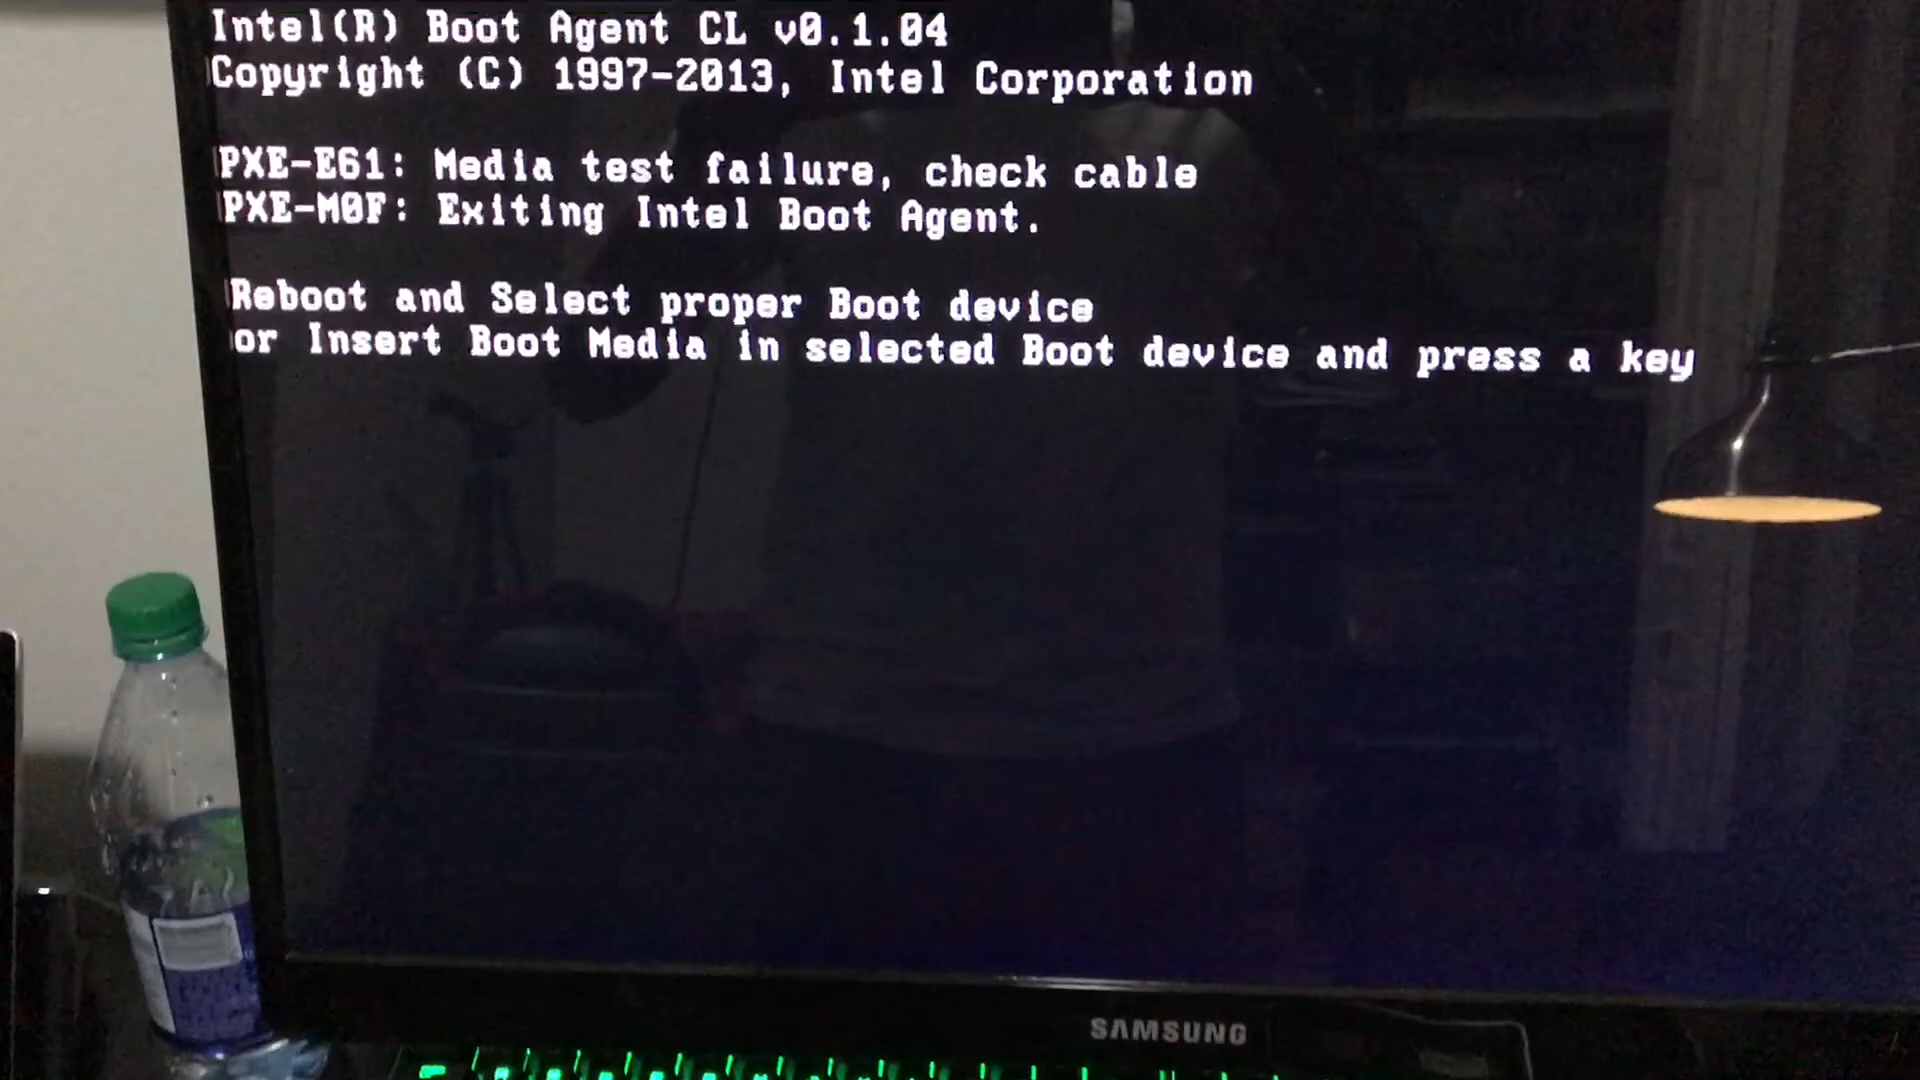 Intel(R) Boot Agent CL v0.1.04
Copyright (C) 1997-2013, Intel Corporation
PXE-E61: Media test failure, check cable
PXE-M0F: Exiting Intel Boot Agent.
Reboot and Select proper Boot device
or Insert Boot Media in selected Boot device and press a key
SAMSUNG